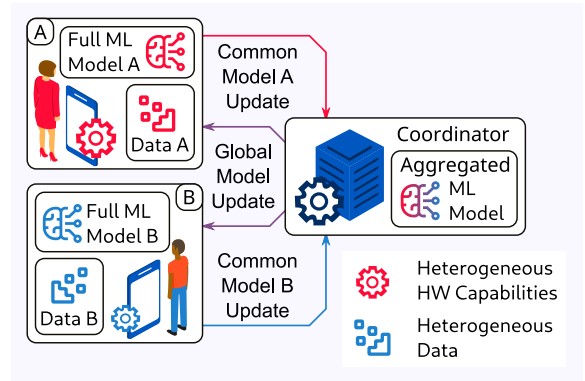 A
Full ML
Model A
Data A
Common
Model A
Update
Global
Model
Update
B
Full ML
Model B
Data B
Common
Model B
Update
Coordinator
Aggregated
ML
Model
Heterogeneous
HW Capabilities
Heterogeneous
Data